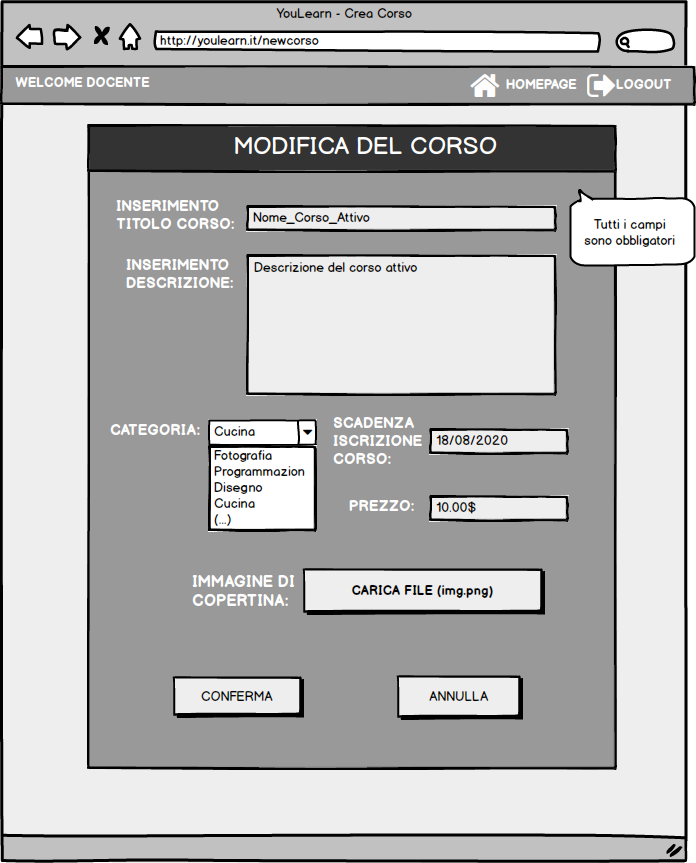 YouLearn - Crea Corso
http://youlearn.it/newcorso
WELCOME DOCENTE
HOMEPAGE
LOGOUT
MODIFICA DEL CORSO
INSERIMENTO
TITOLO CORSO:
Nome_Corso_Attivo
Tutti i campi
sono obbligatori
INSERIMENTO
DESCRIZIONE:
Descrizione del corso attivo
CATEGORIA:
Cucina
Fotografia
Programmazion
Disegno
Cucina
(...)
SCADENZA
ISCRIZIONE
CORSO:
18/08/2020
PREZZO:
10.00$
IMMAGINE DI
COPERTINA:
CARICA FILE (img.png)
CONFERMA
ANNULLA